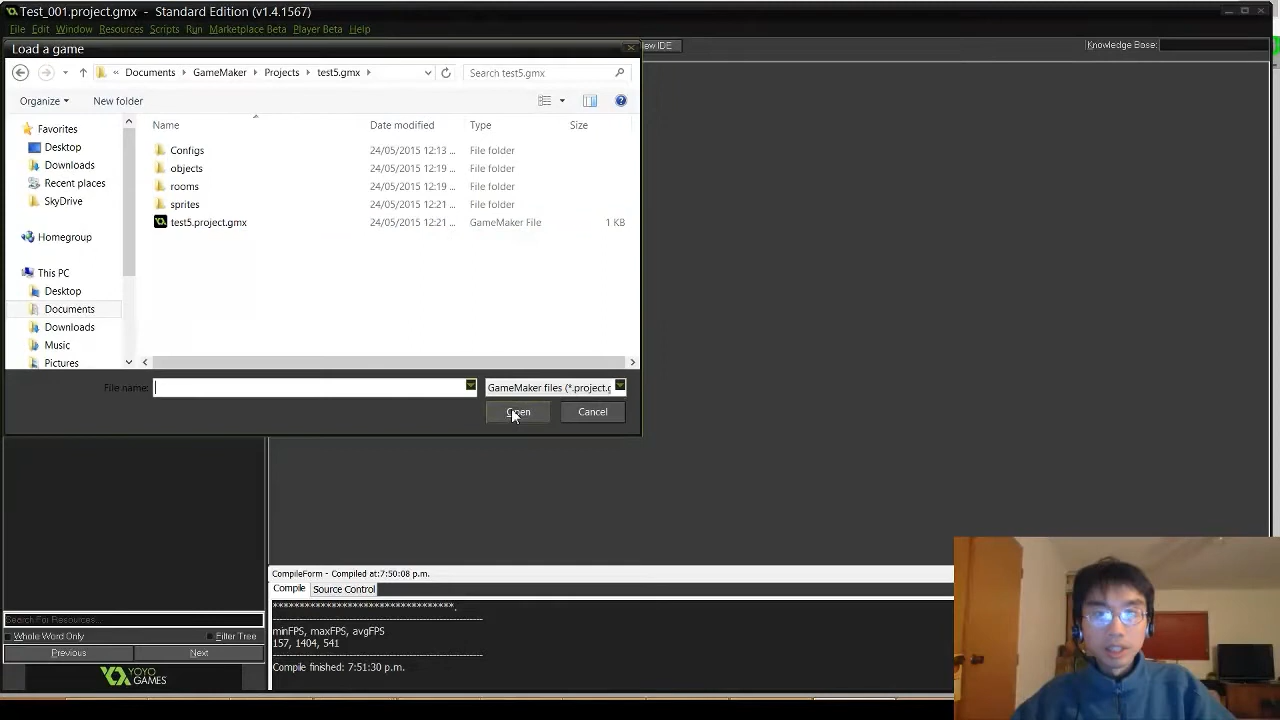 Test_001.project.gmx - Standard Edition (v1.4.1567)
File Edit Window Resources Scripts Run Marketplace Beta Player Beta Help
Load a game
IDE
Knowledge Base:
« Documents GameMaker Projects test5.gmx
Search test5.gmx
Organize New folder
Name Date modified Type Size
Favorites
Desktop
Downloads
Recent places
SkyDrive
Homegroup
This PC
Desktop
Documents
Downloads
Music
Pictures
Configs 24/05/2015 12:13 ... File folder
objects 24/05/2015 12:19 ... File folder
rooms 24/05/2015 12:19 ... File folder
sprites 24/05/2015 12:21 ... File folder
test5.project.gmx 24/05/2015 12:21 ... GameMaker File 1 KB
File name: GameMaker files (*.project.g
Open Cancel
CompileForm - Compiled at:7:50:08 p.m.
Compile Source Control
minFPS, maxFPS, avgFPS
157, 1404, 541
Compile finished: 7:51:30 p.m.
Search For Resources...
Whole Word Only Filter Tree
Previous Next
YOYO
GAMES